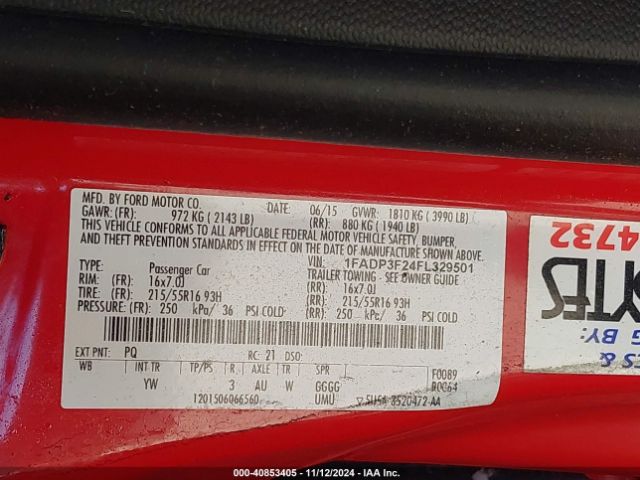 MFD. BY FORD MOTOR CO.
DATE: 06/15 GVWR: 1810 KG ( 3990 LB)
GAWR: (FR) 972 KG ( 2143 LB) (RR) 880 KG ( 1940 LB)
THIS VEHICLE CONFORMS TO ALL APPLICABLE FEDERAL MOTOR VEHICLE SAFETY, BUMPER,
AND THEFT PREVENTION STANDARDS IN EFFECT ON THE DATE OF MANUFACTURE SHOWN ABOVE.
VIN: 1FADP3F24FL329501
TYPE: Passenger Car TRAILER TOWING - SEE OWNER GUIDE
RIM: (FR) 16x7.0J (RR) 16x7.0J
TIRE: (FR) 215/55R16 93H (RR) 215/55R16 93H
PRESSURE: (FR) 250 kPa/ 36 PSI COLD (RR) 250 kPa/ 36 PSI COLD
EXT PNT: PQ RC: 21 DSO:
WB INT TR TP/PS R AXLE TR SPR F0089
YW 3 AU W GGGG
1201506066560 UMU
4732
YTES
G BY:
S &
000-40853405 - 11/12/2024 - IAA Inc.